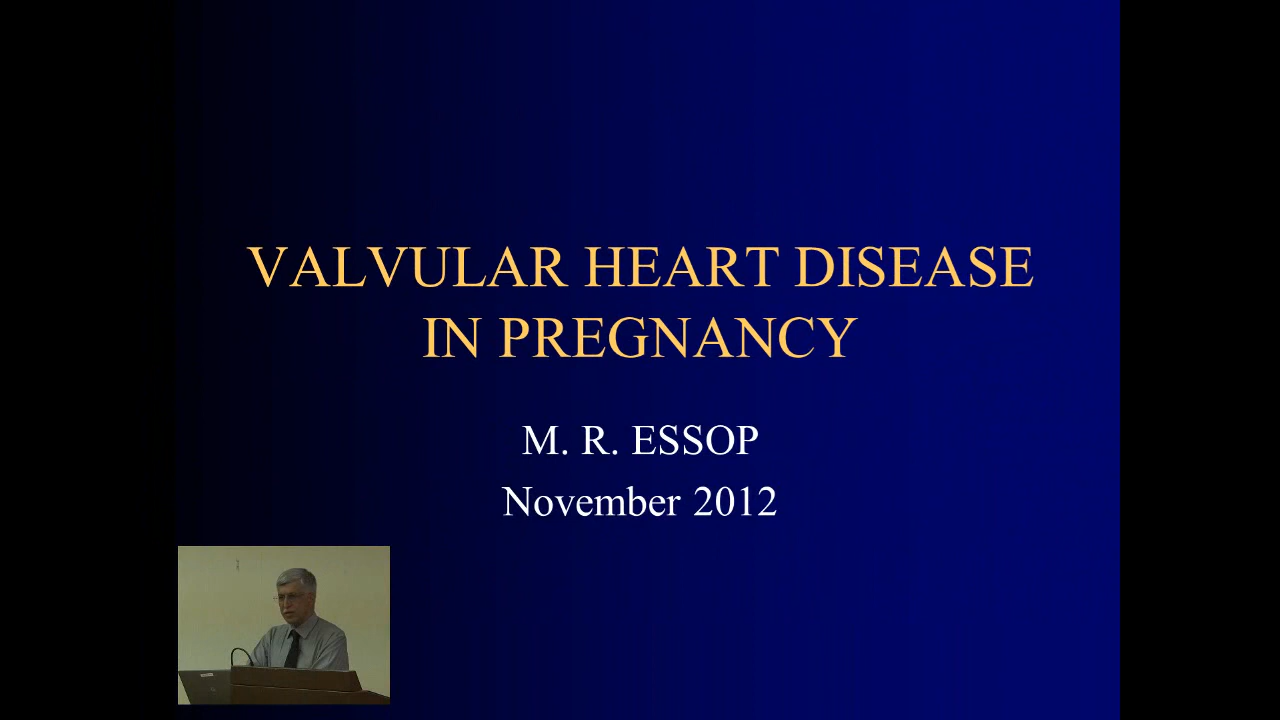 VALVULAR HEART DISEASE
IN PREGNANCY
M. R. ESSOP
November 2012